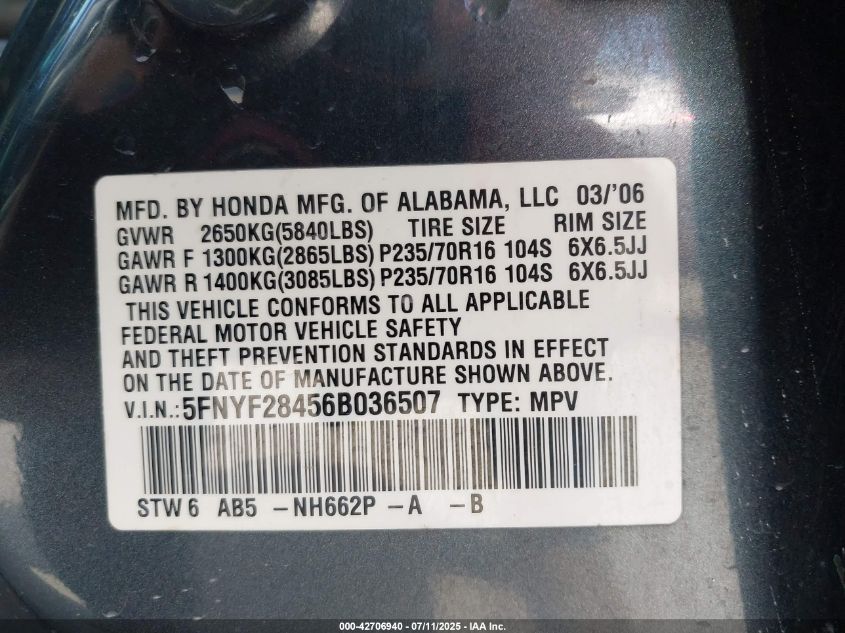 MFD. BY HONDA MFG. OF ALABAMA, LLC 03/'06
GVWR 2650KG(5840LBS) TIRE SIZE RIM SIZE
GAWR F 1300KG(2865LBS) P235/70R16 104S 6X6.5JJ
GAWR R 1400KG(3085LBS) P235/70R16 104S 6X6.5JJ
THIS VEHICLE CONFORMS TO ALL APPLICABLE
FEDERAL MOTOR VEHICLE SAFETY
AND THEFT PREVENTION STANDARDS IN EFFECT
ON THE DATE OF MANUFACTURE SHOWN ABOVE.
V.I.N.:5FNYF28456B036507 TYPE: MPV
STW6 AB5 -NH662P -A -B
000-42706940 - 07/11/2025 - IAA Inc.